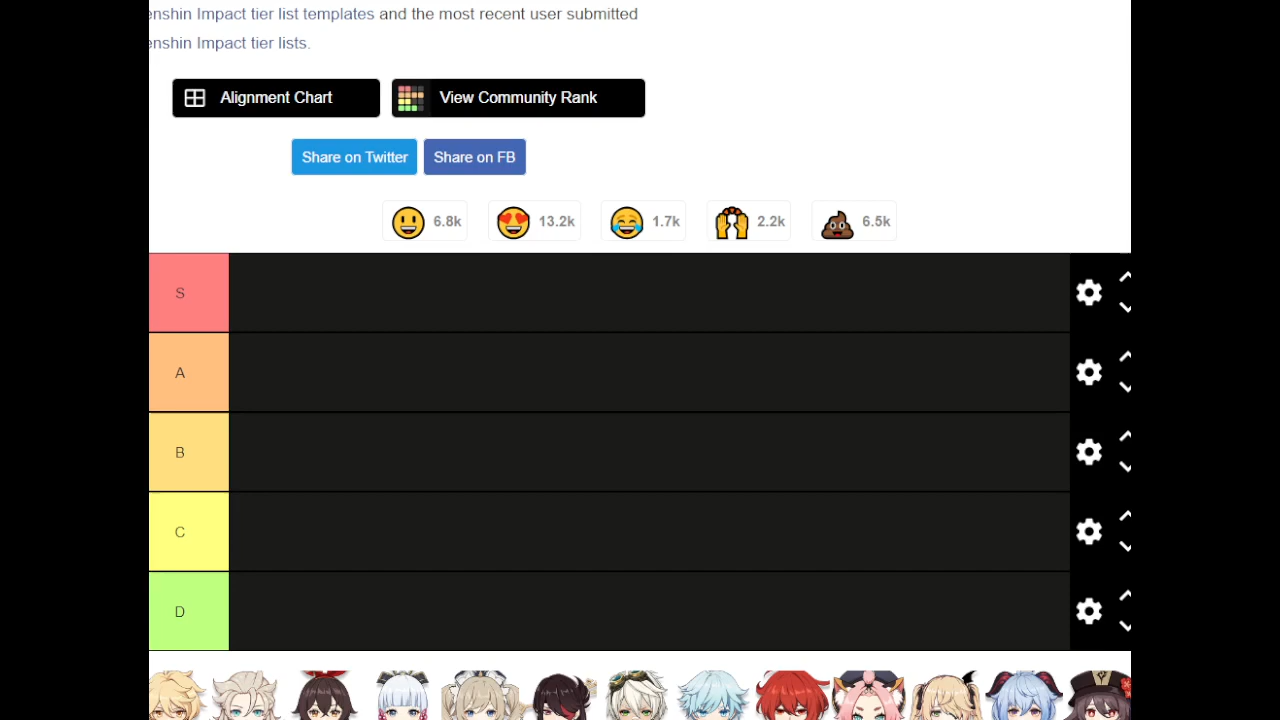 enshin Impact tier list templates and the most recent user submitted
enshin Impact tier lists.
Alignment Chart
View Community Rank
Share on Twitter
Share on FB
6.8k
13.2k
1.7k
2.2k
6.5k
S
A
B
C
D